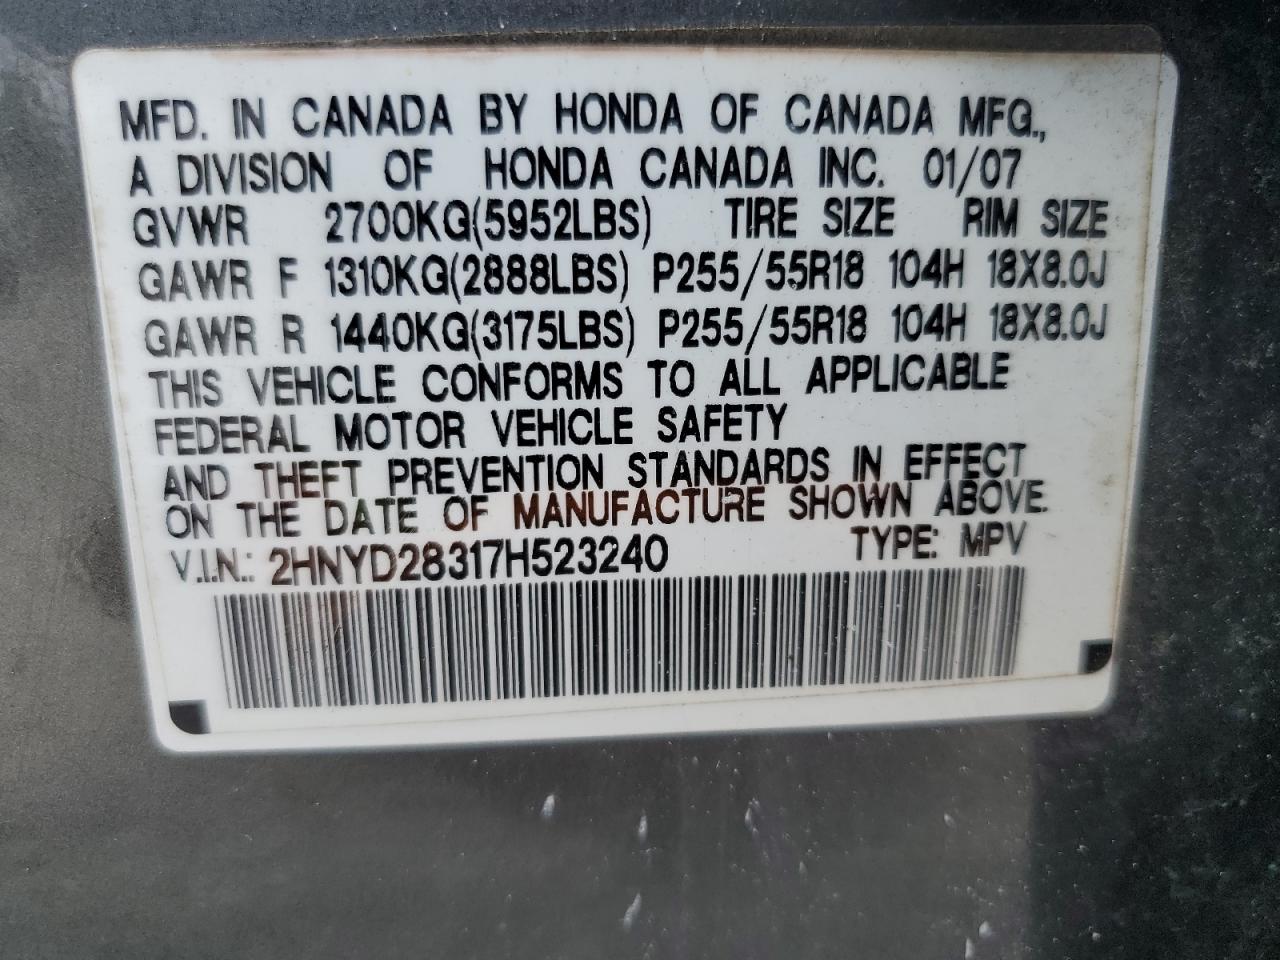 MFD. IN CANADA BY HONDA OF CANADA MFG.,
A DIVISION OF HONDA CANADA INC. 01/07
GVWR 2700KG(5952LBS) TIRE SIZE RIM SIZE
GAWR F 1310KG(2888LBS) P255/55R18 104H 18X8.0J
GAWR R 1440KG(3175LBS) P255/55R18 104H 18X8.0J
THIS VEHICLE CONFORMS TO ALL APPLICABLE
FEDERAL MOTOR VEHICLE SAFETY
AND THEFT PREVENTION STANDARDS IN EFFECT
ON THE DATE OF MANUFACTURE SHOWN ABOVE.
V.I.N.: 2HNYD28317H523240 TYPE: MPV